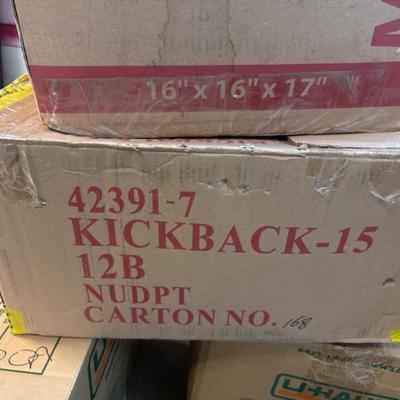 16" x 16" x 17"
42391-7
KICKBACK-15
12B
NUDPT
CARTON NO. 168
U-HAUL